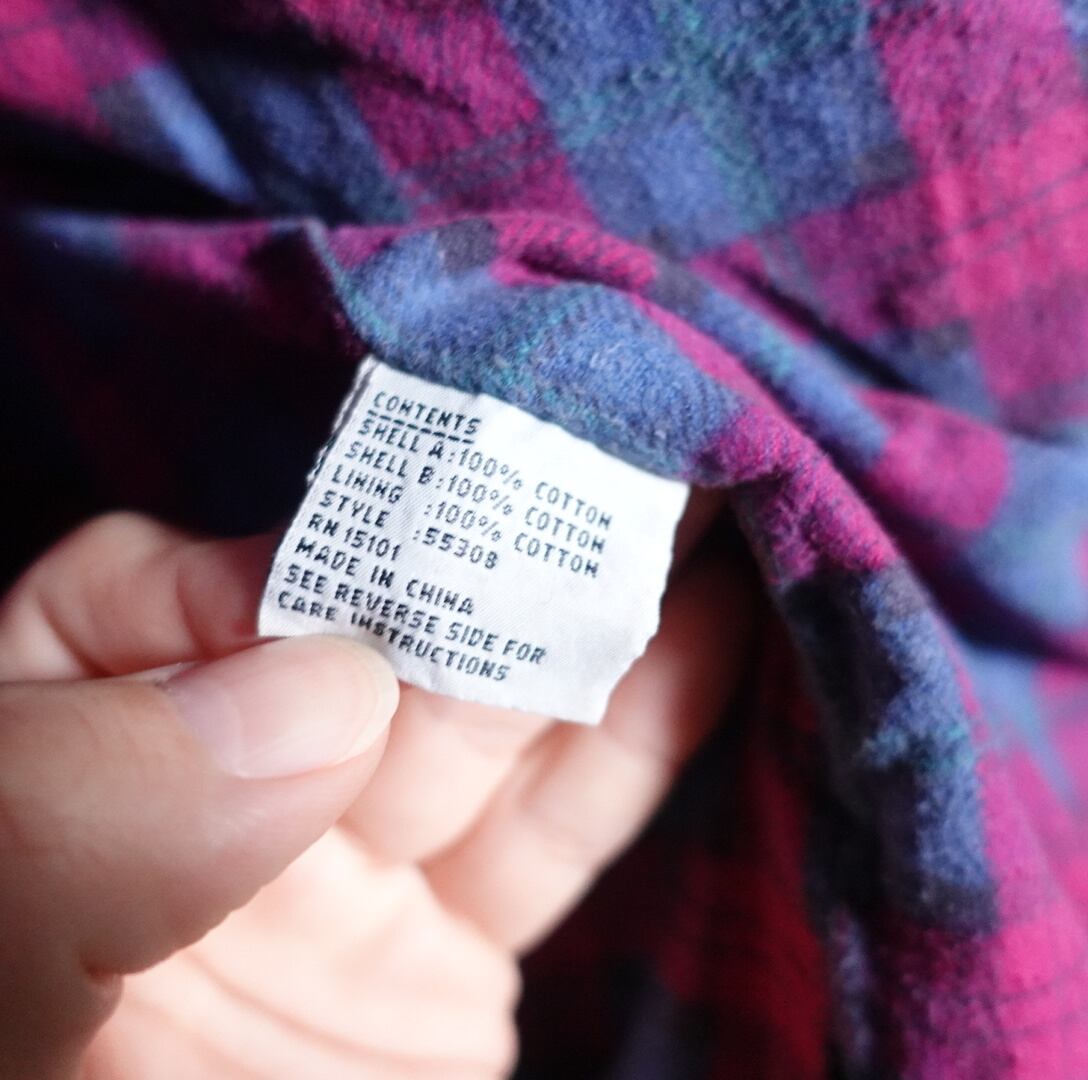 CONTENTS
SHELL A:100% COTTON
SHELL B:100% COTTON
LINING :100% COTTON
STYLE :55308
RN 15101
MADE IN CHINA
SEE REVERSE SIDE FOR
CARE INSTRUCTIONS